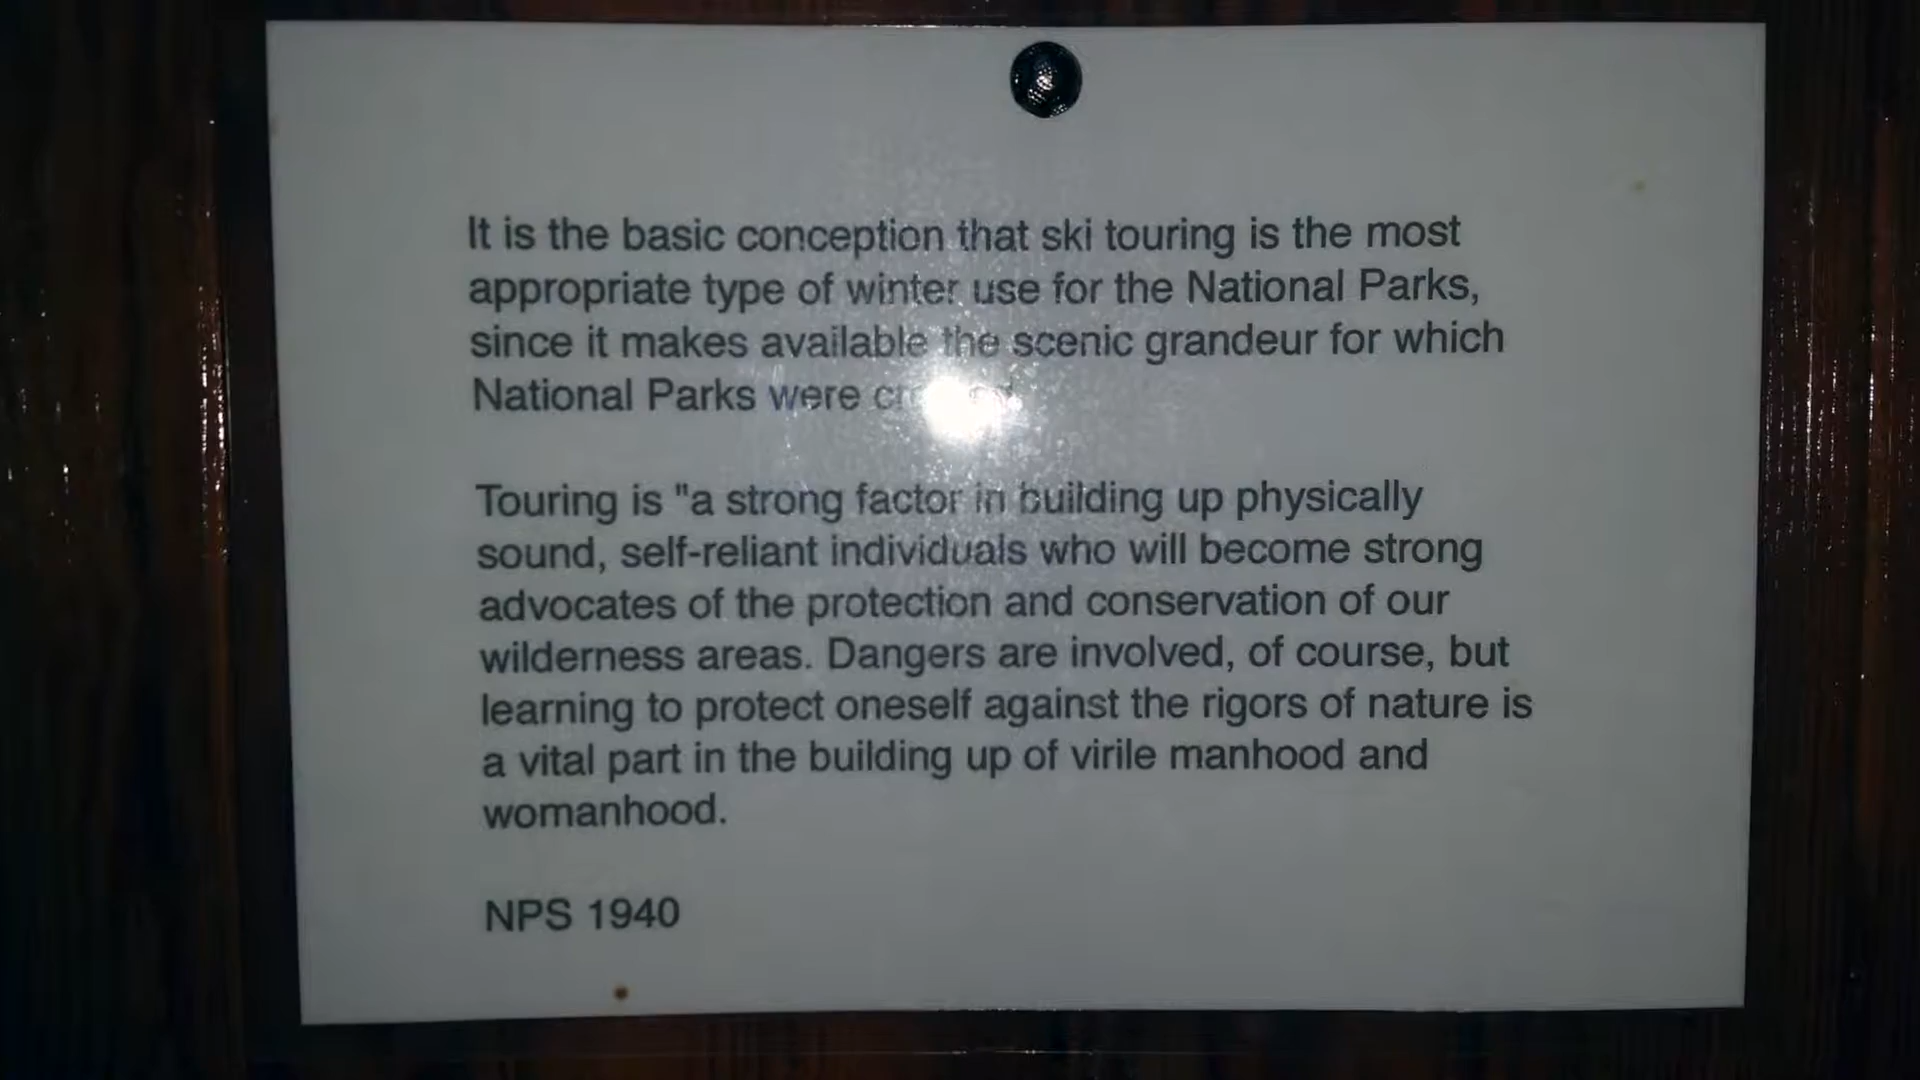 It is the basic conception that ski touring is the most
appropriate type of winter use for the National Parks,
since it makes available the scenic grandeur for which
National Parks were
Touring is "a strong factor in building up physically
sound, self-reliant individuals who will become strong
advocates of the protection and conservation of our
wilderness areas. Dangers are involved, of course, but
learning to protect oneself against the rigors of nature is
a vital part in the building up of virile manhood and
womanhood.
NPS 1940